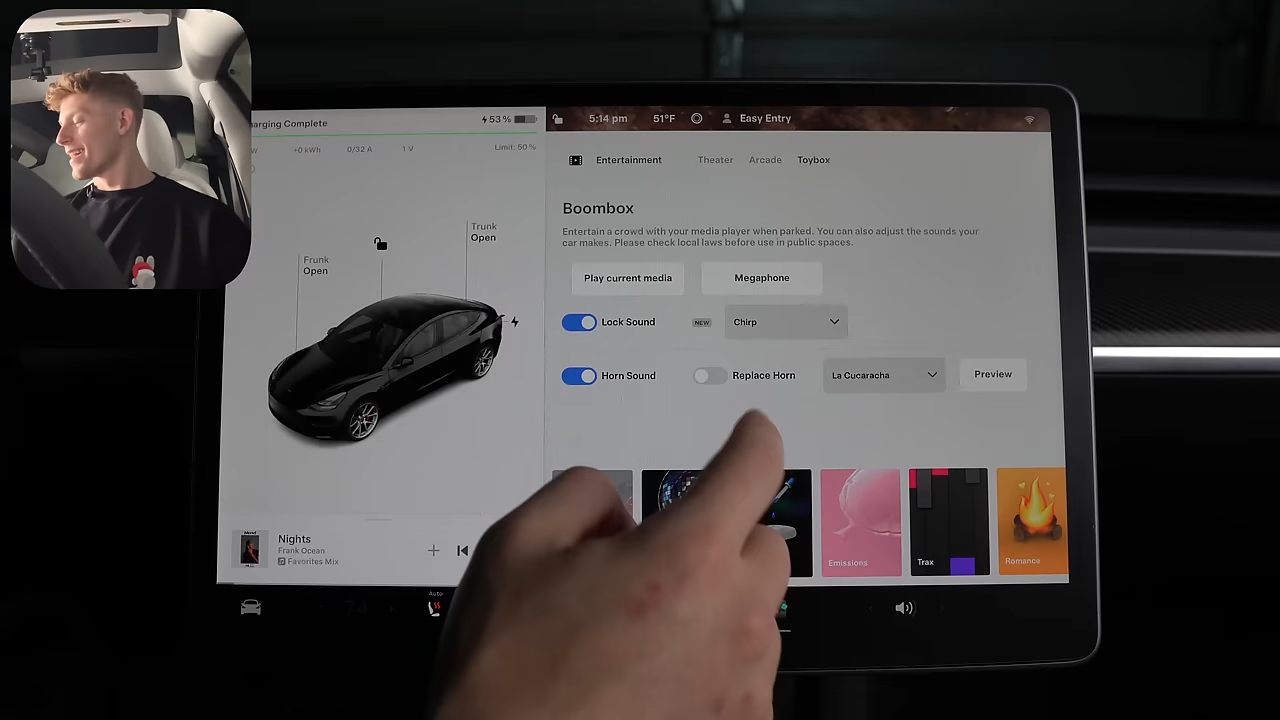 arging Complete
53 %
+0 kWh
0/32 A
1 V
Limit: 50 %
Trunk
Open
Frunk
Open
Nights
Frank Ocean
Favorites Mix
Auto
74
5:14 pm
51°F
Easy Entry
Entertainment
Theater
Arcade
Toybox
Boombox
Entertain a crowd with your media player when parked. You can also adjust the sounds your
car makes. Please check local laws before use in public spaces.
Play current media
Megaphone
Lock Sound
NEW
Chirp
Horn Sound
Replace Horn
La Cucaracha
Preview
Emissions
Trax
Romance